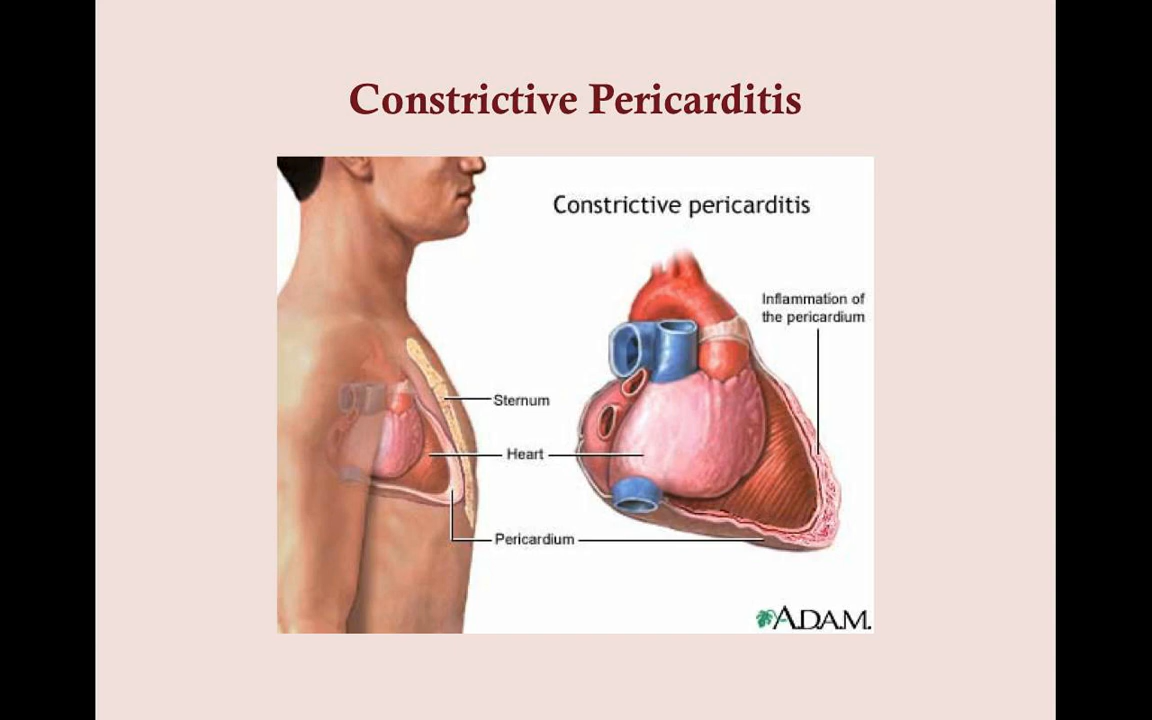 Constrictive Pericarditis
Constrictive pericarditis
Inflammation of
the pericardium
Sternum
Heart
Pericardium
A.D.A.M.